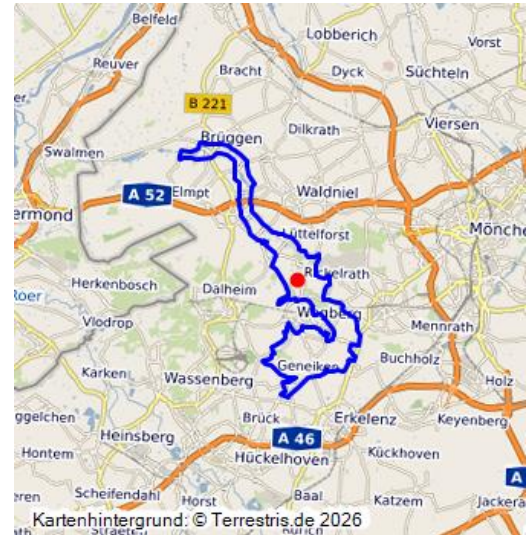 Belfeld
Lobberich
Vorst
Reuver
Bracht
Dyck
Süchteln
B 221
Viersen
Brüggen
Dilkrath
Swalmen
A 52
Elmpt
Waldniel
ermond
Lüttelforst
Mönche
Roer
Herkenbosch
Rickelrath
Dalheim
Vlodrop
Wegberg
Mennrath
Karken
Geneiken
Buchholz
Wassenberg
Holz
ggelchen
Brück
Erkelenz
Keyenberg
Heinsberg
A 46
Hontem
Hückelhoven
Kückhoven
A
Scheifendahl
Horst
Baal
Katzem
Jackera
Kartenhintergrund: © Terrestris.de 2026